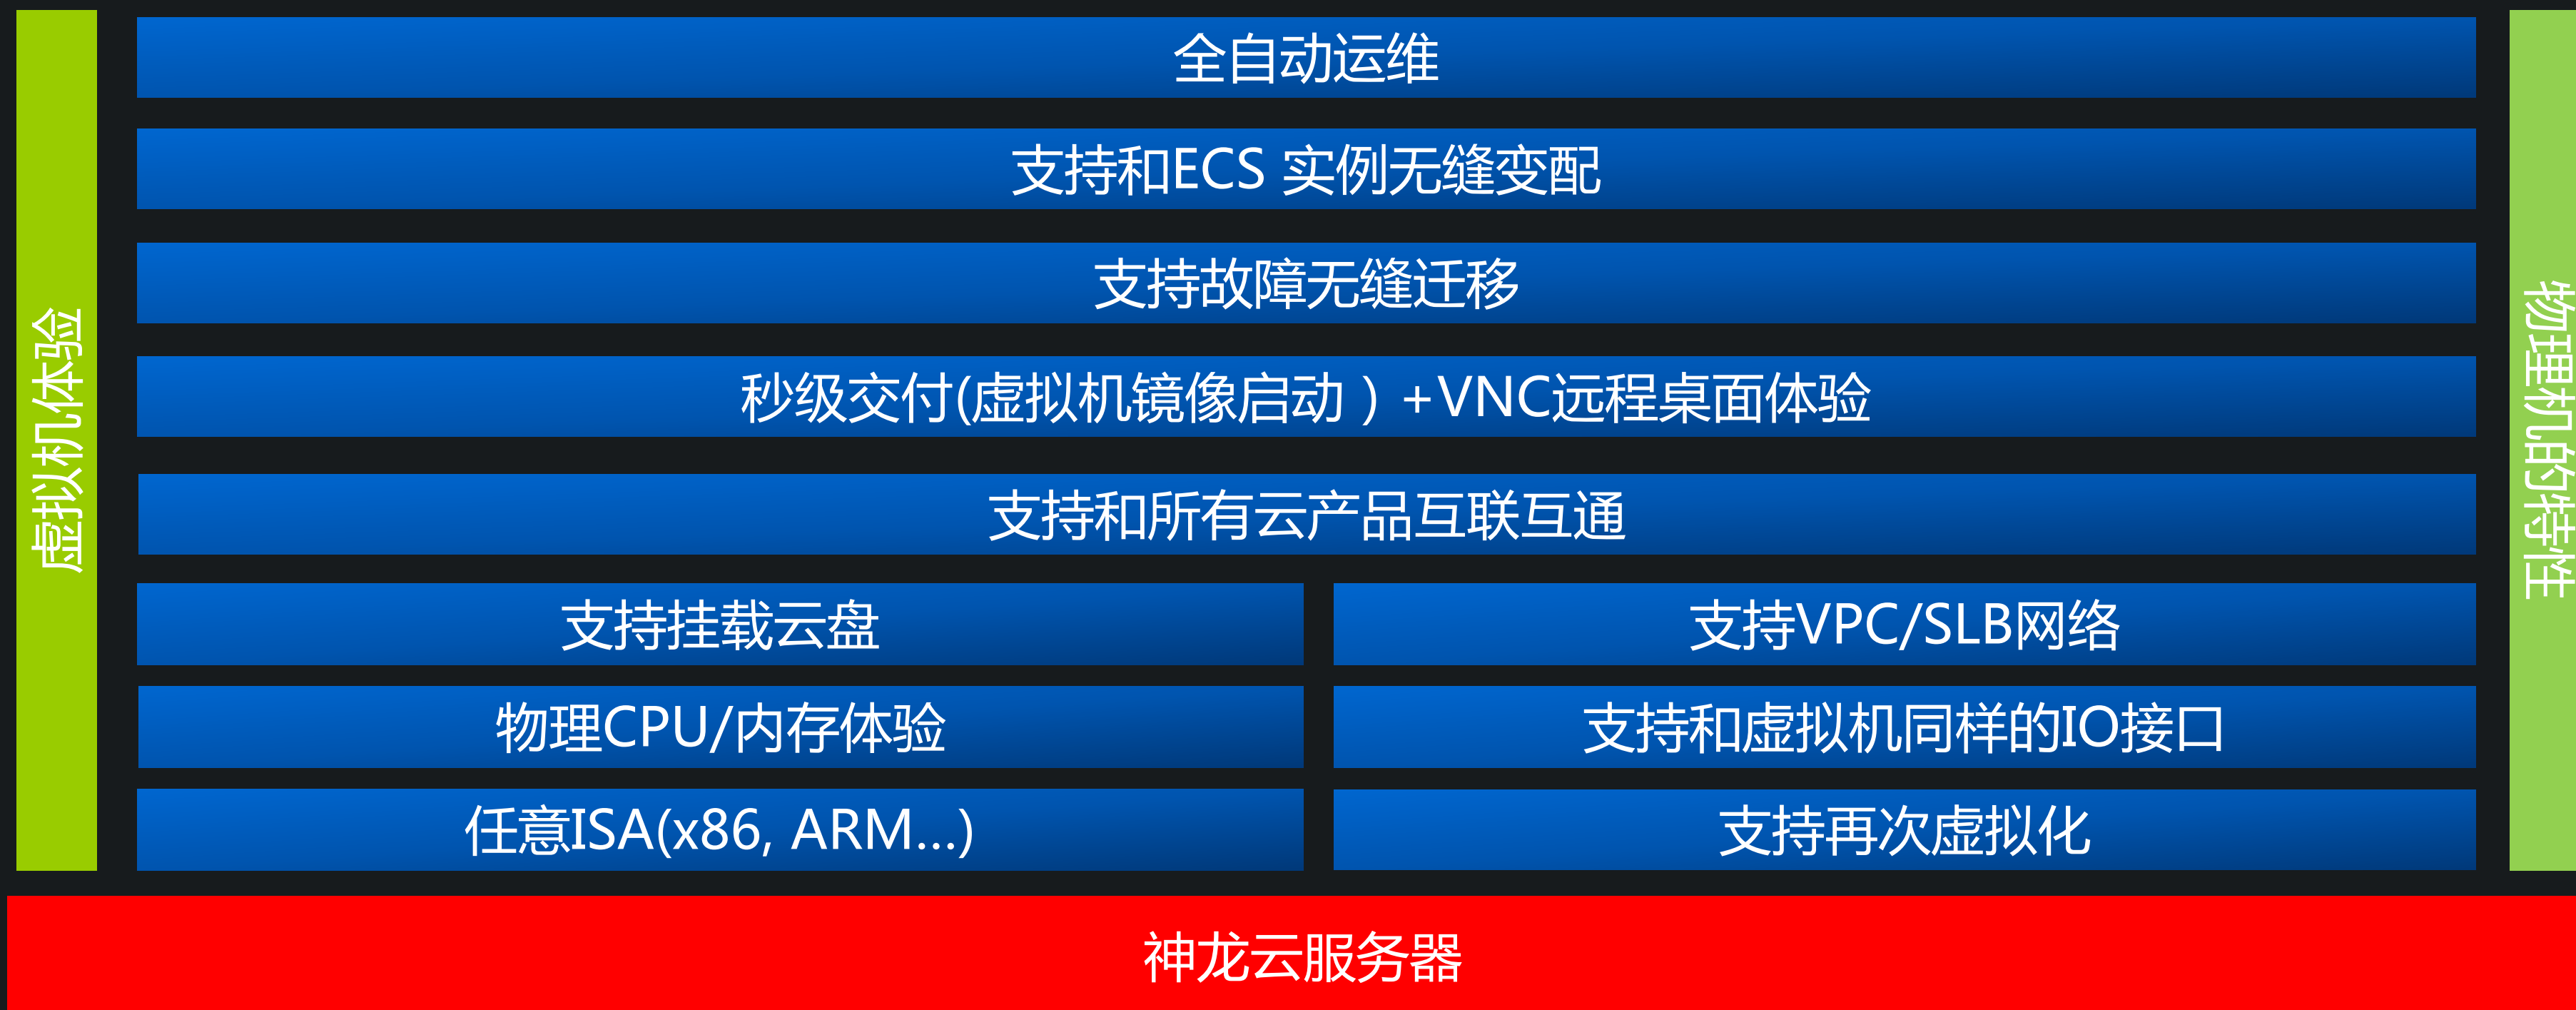 虚拟机体验
全自动运维
支持和ECS 实例无缝变配
支持故障无缝迁移
秒级交付(虚拟机镜像启动）+VNC远程桌面体验
支持和所有云产品互联互通
支持挂载云盘
支持VPC/SLB网络
物理CPU/内存体验
支持和虚拟机同样的IO接口
任意ISA(x86, ARM...)
支持再次虚拟化
物理机的特性
神龙云服务器